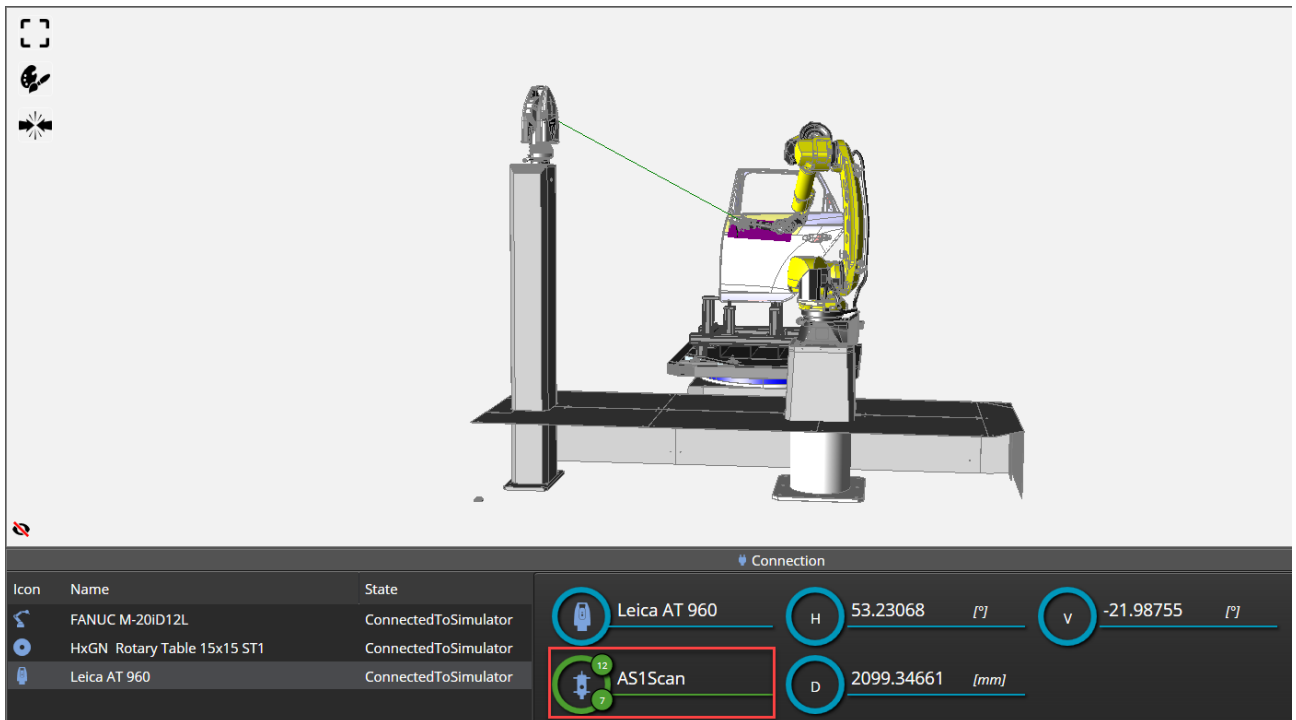 Connection
Icon Name State
FANUC M-20iD12L ConnectedToSimulator
HxGN Rotary Table 15x15 ST1 ConnectedToSimulator
Leica AT 960 ConnectedToSimulator
Leica AT 960 H 53.23068 [°] V -21.98755 [°]
12 7 AS1Scan D 2099.34661 [mm]